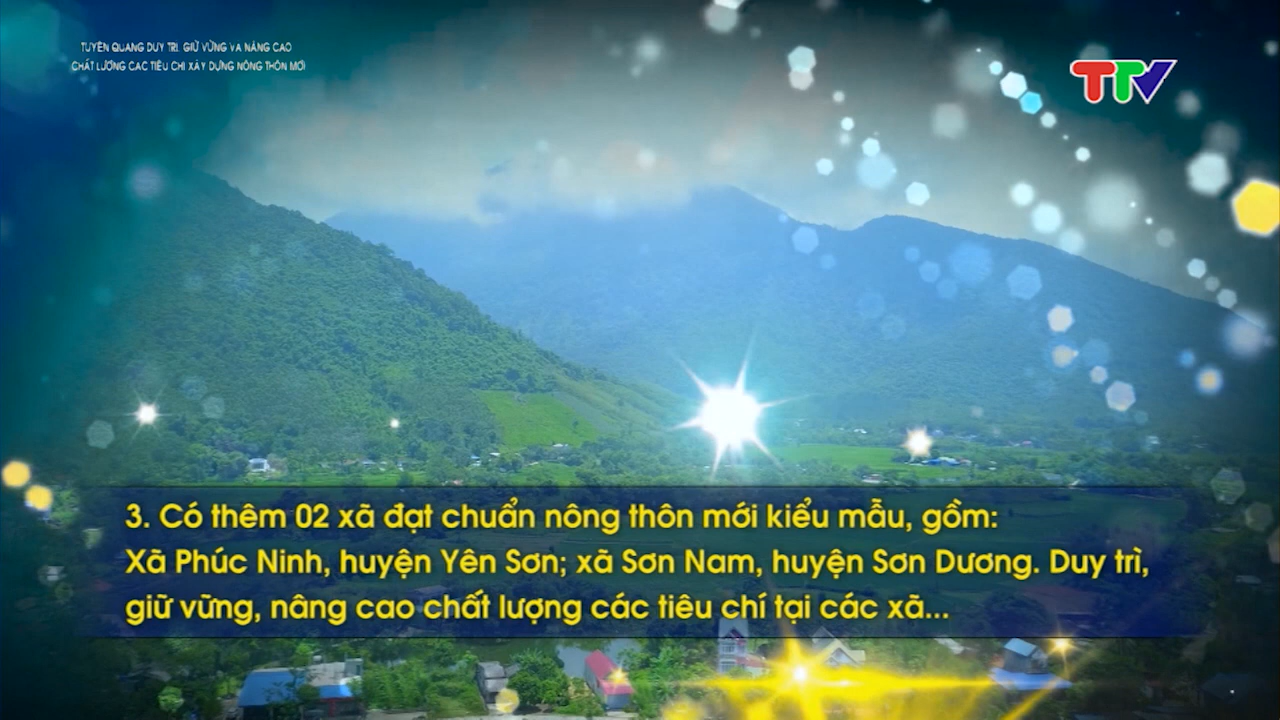 TUYÊN QUANG DUY TRÌ, GIỮ VỮNG VÀ NÂNG CAO
CHẤT LƯỢNG CÁC TIÊU CHÍ XÂY DỰNG NÔNG THÔN MỚI
TTV
3. Có thêm 02 xã đạt chuẩn nông thôn mới kiểu mẫu, gồm:
Xã Phúc Ninh, huyện Yên Sơn; xã Sơn Nam, huyện Sơn Dương. Duy trì,
giữ vững, nâng cao chất lượng các tiêu chí tại các xã...